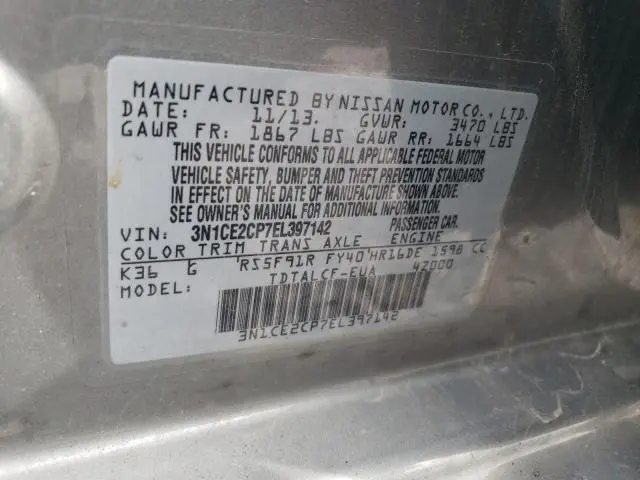 MANUFACTURED BY NISSAN MOTOR CO., LTD.
DATE: 11/13. GVWR: 3470 LBS
GAWR FR: 1867 LBS GAWR RR: 1664 LBS
THIS VEHICLE CONFORMS TO ALL APPLICABLE FEDERAL MOTOR
VEHICLE SAFETY, BUMPER AND THEFT PREVENTION STANDARDS
IN EFFECT ON THE DATE OF MANUFACTURE SHOWN ABOVE.
SEE OWNER'S MANUAL FOR ADDITIONAL INFORMATION.
VIN: 3N1CE2CP7EL397142 PASSENGER CAR.
COLOR TRIM TRANS AXLE ENGINE
K36 G RS5F91R FY40 HR16DE 1598 CC
TDTALCF-EUA 42000
3N1CE2CP7EL397142